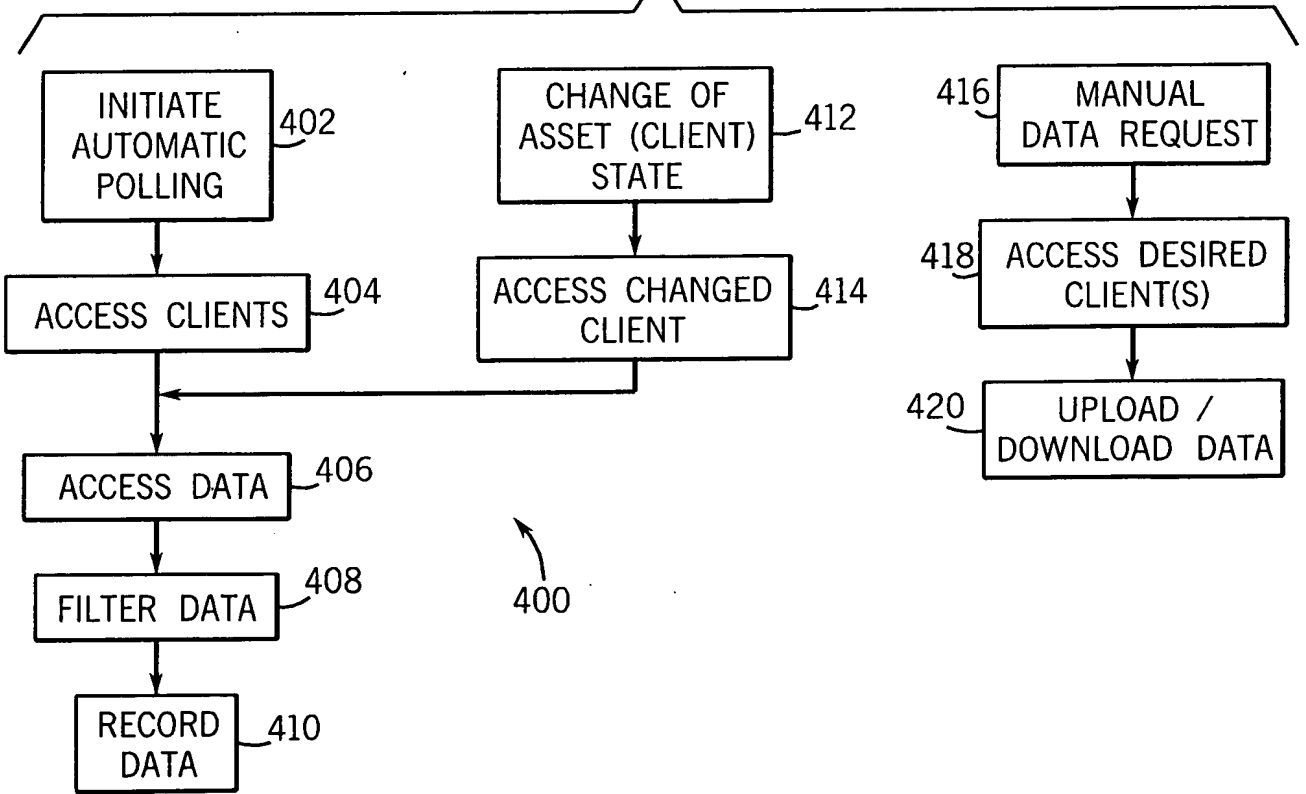 INITIATE
AUTOMATIC
POLLING
402
ACCESS CLIENTS
404
CHANGE OF
ASSET (CLIENT)
STATE
412
ACCESS CHANGED
CLIENT
414
416
MANUAL
DATA REQUEST
418
ACCESS DESIRED
CLIENT(S)
420
UPLOAD /
DOWNLOAD DATA
ACCESS DATA
406
FILTER DATA
408
RECORD
DATA
410
400